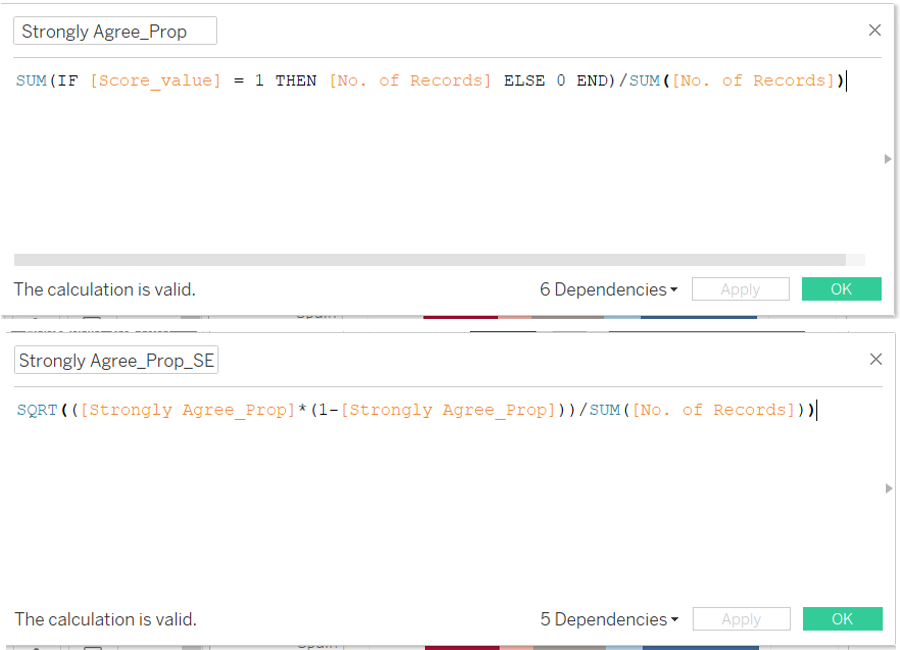 Strongly Agree_Prop
SUM(IF [Score_value] = 1 THEN [No. of Records] ELSE 0 END)/SUM([No. of Records])
The calculation is valid.
6 Dependencies
Apply
OK
Strongly Agree_Prop_SE
SQRT(([Strongly Agree_Prop]*(1-[Strongly Agree_Prop]))/SUM([No. of Records]))
The calculation is valid.
5 Dependencies
Apply
OK